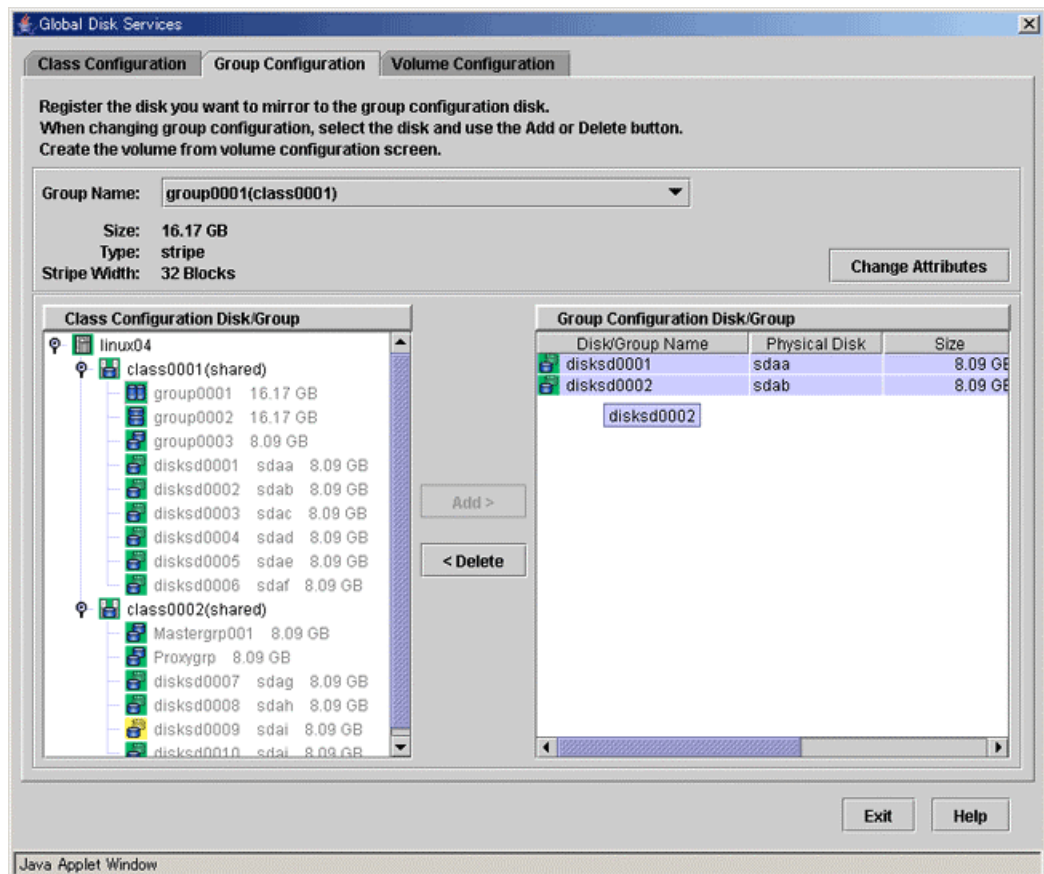 Global Disk Services
Class Configuration Group Configuration Volume Configuration
Register the disk you want to mirror to the group configuration disk.
When changing group configuration, select the disk and use the Add or Delete button.
Create the volume from volume configuration screen.
Group Name: group0001(class0001)
Size: 16.17 GB
Type: stripe
Stripe Width: 32 Blocks
Change Attributes
Class Configuration Disk/Group
linux04
class0001(shared)
group0001 16.17 GB
group0002 16.17 GB
group0003 8.09 GB
disksd0001 sdaa 8.09 GB
disksd0002 sdab 8.09 GB
disksd0003 sdac 8.09 GB
disksd0004 sdad 8.09 GB
disksd0005 sdae 8.09 GB
disksd0006 sdaf 8.09 GB
class0002(shared)
Mastergrp001 8.09 GB
Proxygrp 8.09 GB
disksd0007 sdag 8.09 GB
disksd0008 sdah 8.09 GB
disksd0009 sdai 8.09 GB
disksd0010 8.09 GB
Add >
< Delete
Group Configuration Disk/Group
Disk/Group Name Physical Disk Size
disksd0001 sdaa 8.09 GB
disksd0002 sdab 8.09 GB
disksd0002
Exit Help
Java Applet Window